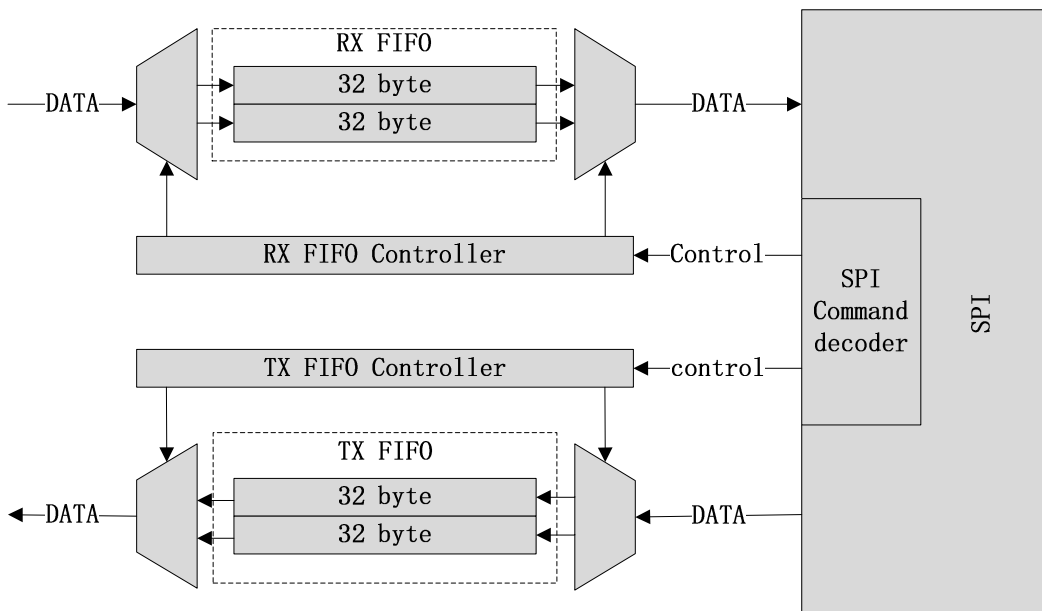 RX FIFO
32 byte
32 byte
DATA
DATA
RX FIFO Controller
Control
SPI
Command
decoder
SPI
TX FIFO Controller
control
TX FIFO
32 byte
32 byte
DATA
DATA